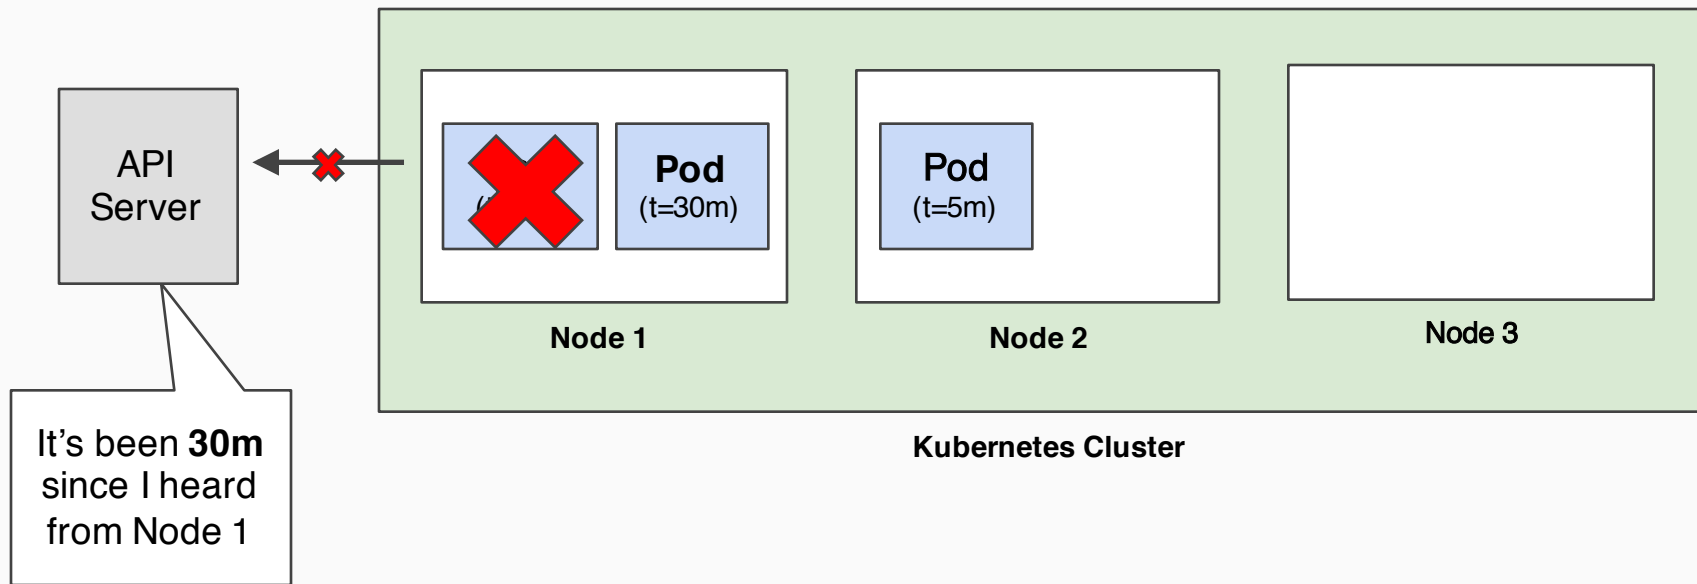 API
Server
Pod
(t=30m)
Pod
(t=5m)
Node 1
Node 2
Node 3
Kubernetes Cluster
It's been 30m
since I heard
from Node 1